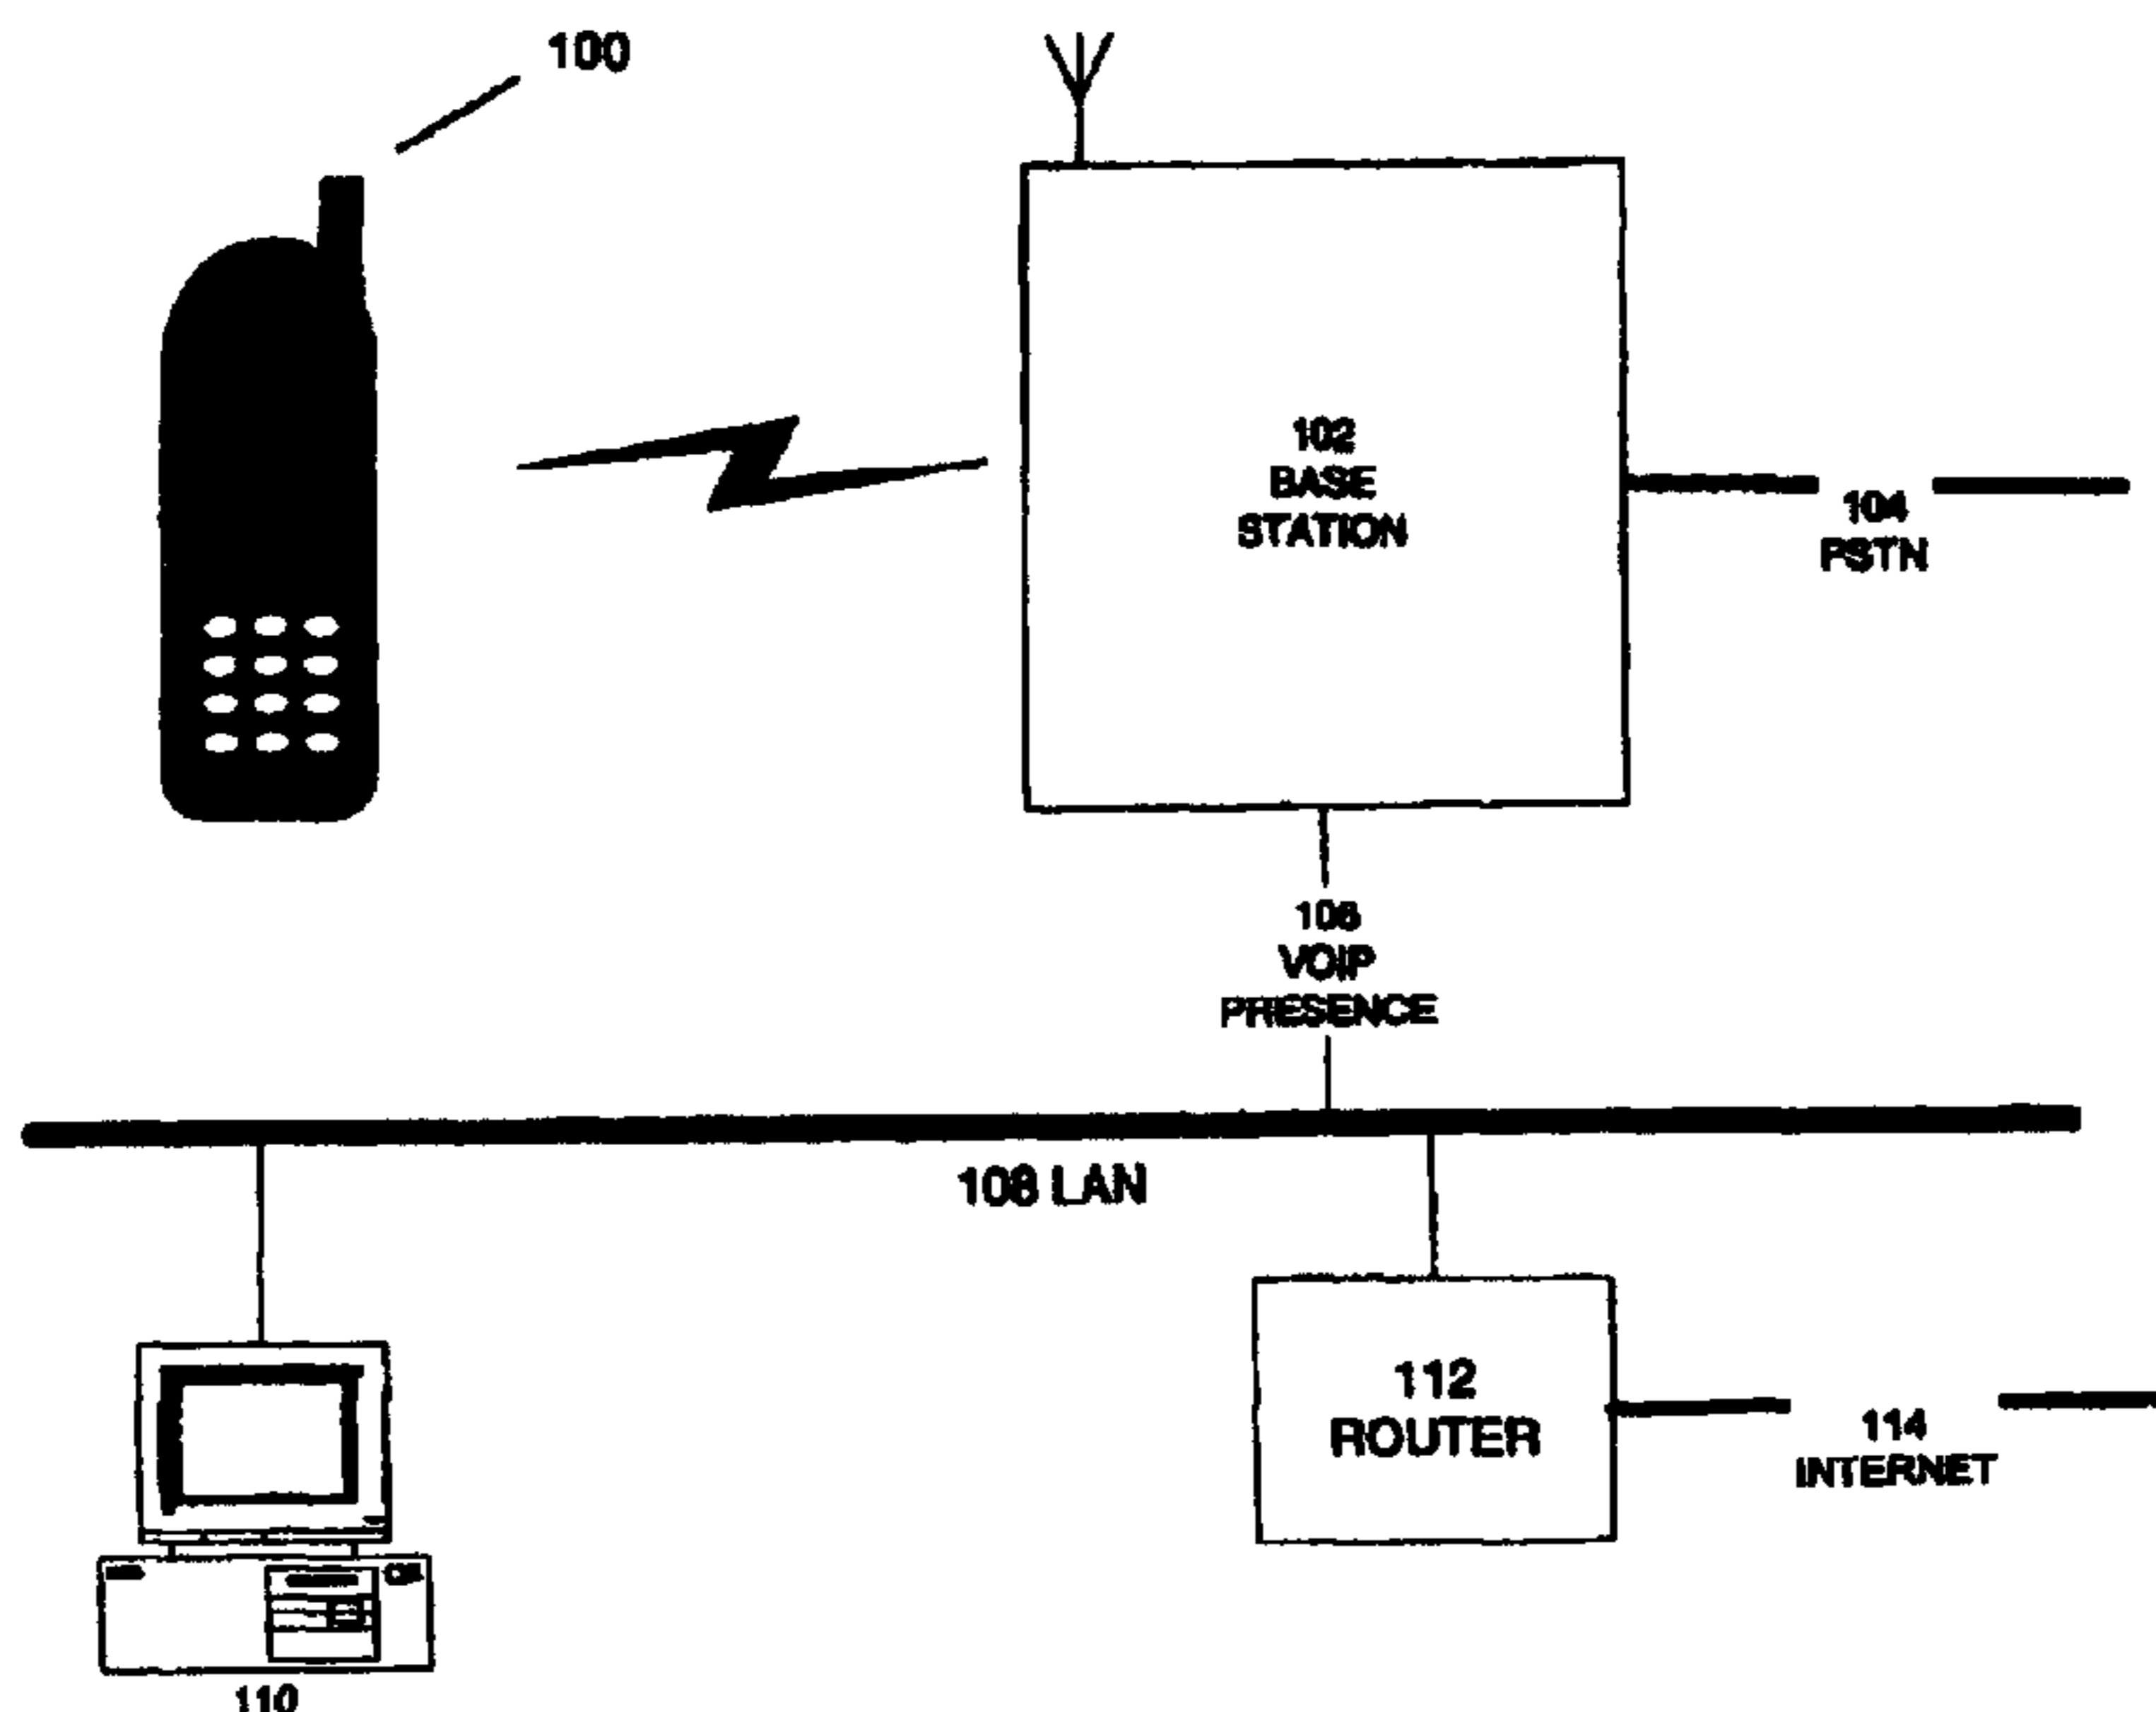 100
102
BASE
STATION
104
PSTN
106
VOIP
PRESENCE
108 LAN
112
ROUTER
114
INTERNET
110